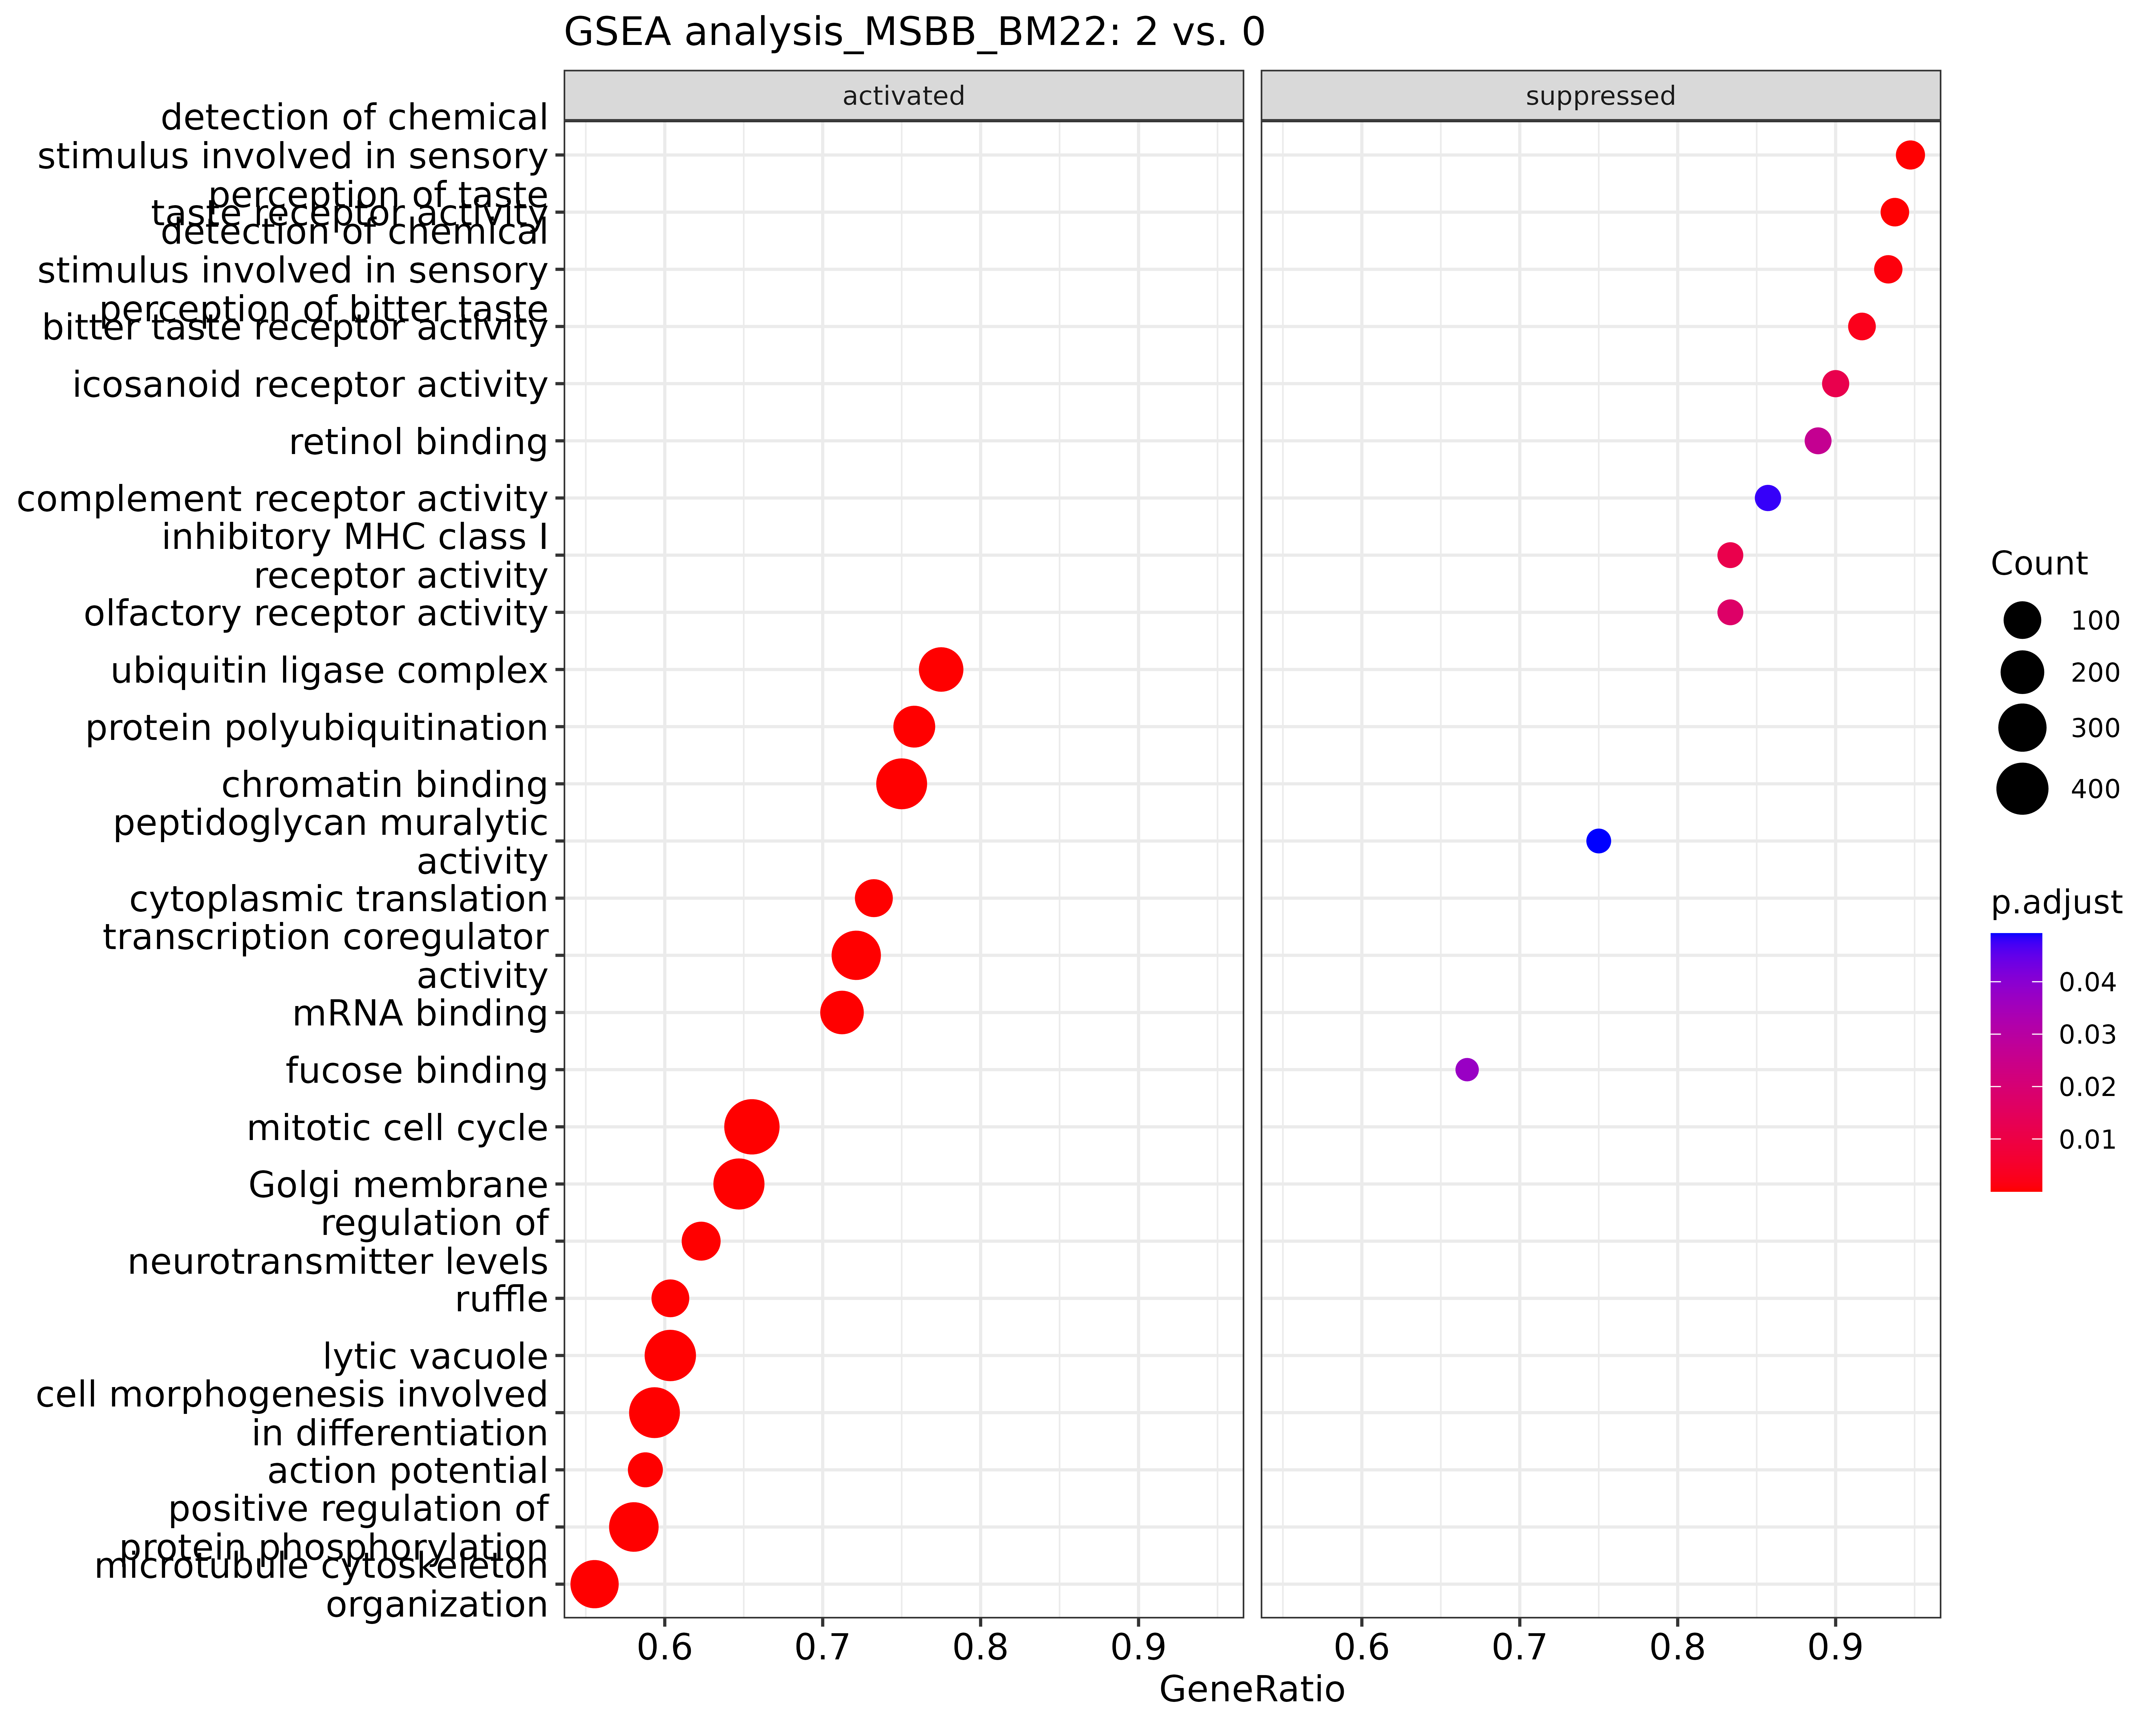 GSEA analysis_MSBB_BM22: 2 vs. 0
activated
suppressed
detection of chemical
stimulus involved in sensory
perception of taste
taste receptor activity
detection of chemical
stimulus involved in sensory
perception of bitter taste
bitter taste receptor activity
icosanoid receptor activity
retinol binding
complement receptor activity
inhibitory MHC class I
receptor activity
olfactory receptor activity
ubiquitin ligase complex
protein polyubiquitination
chromatin binding
peptidoglycan muralytic
activity
cytoplasmic translation
transcription coregulator
activity
mRNA binding
fucose binding
mitotic cell cycle
Golgi membrane
regulation of
neurotransmitter levels
ruffle
lytic vacuole
cell morphogenesis involved
in differentiation
action potential
positive regulation of
protein phosphorylation
microtubule cytoskeleton
organization
0.6 0.7 0.8 0.9
0.6 0.7 0.8 0.9
GeneRatio
Count
100
200
300
400
p.adjust
0.04
0.03
0.02
0.01